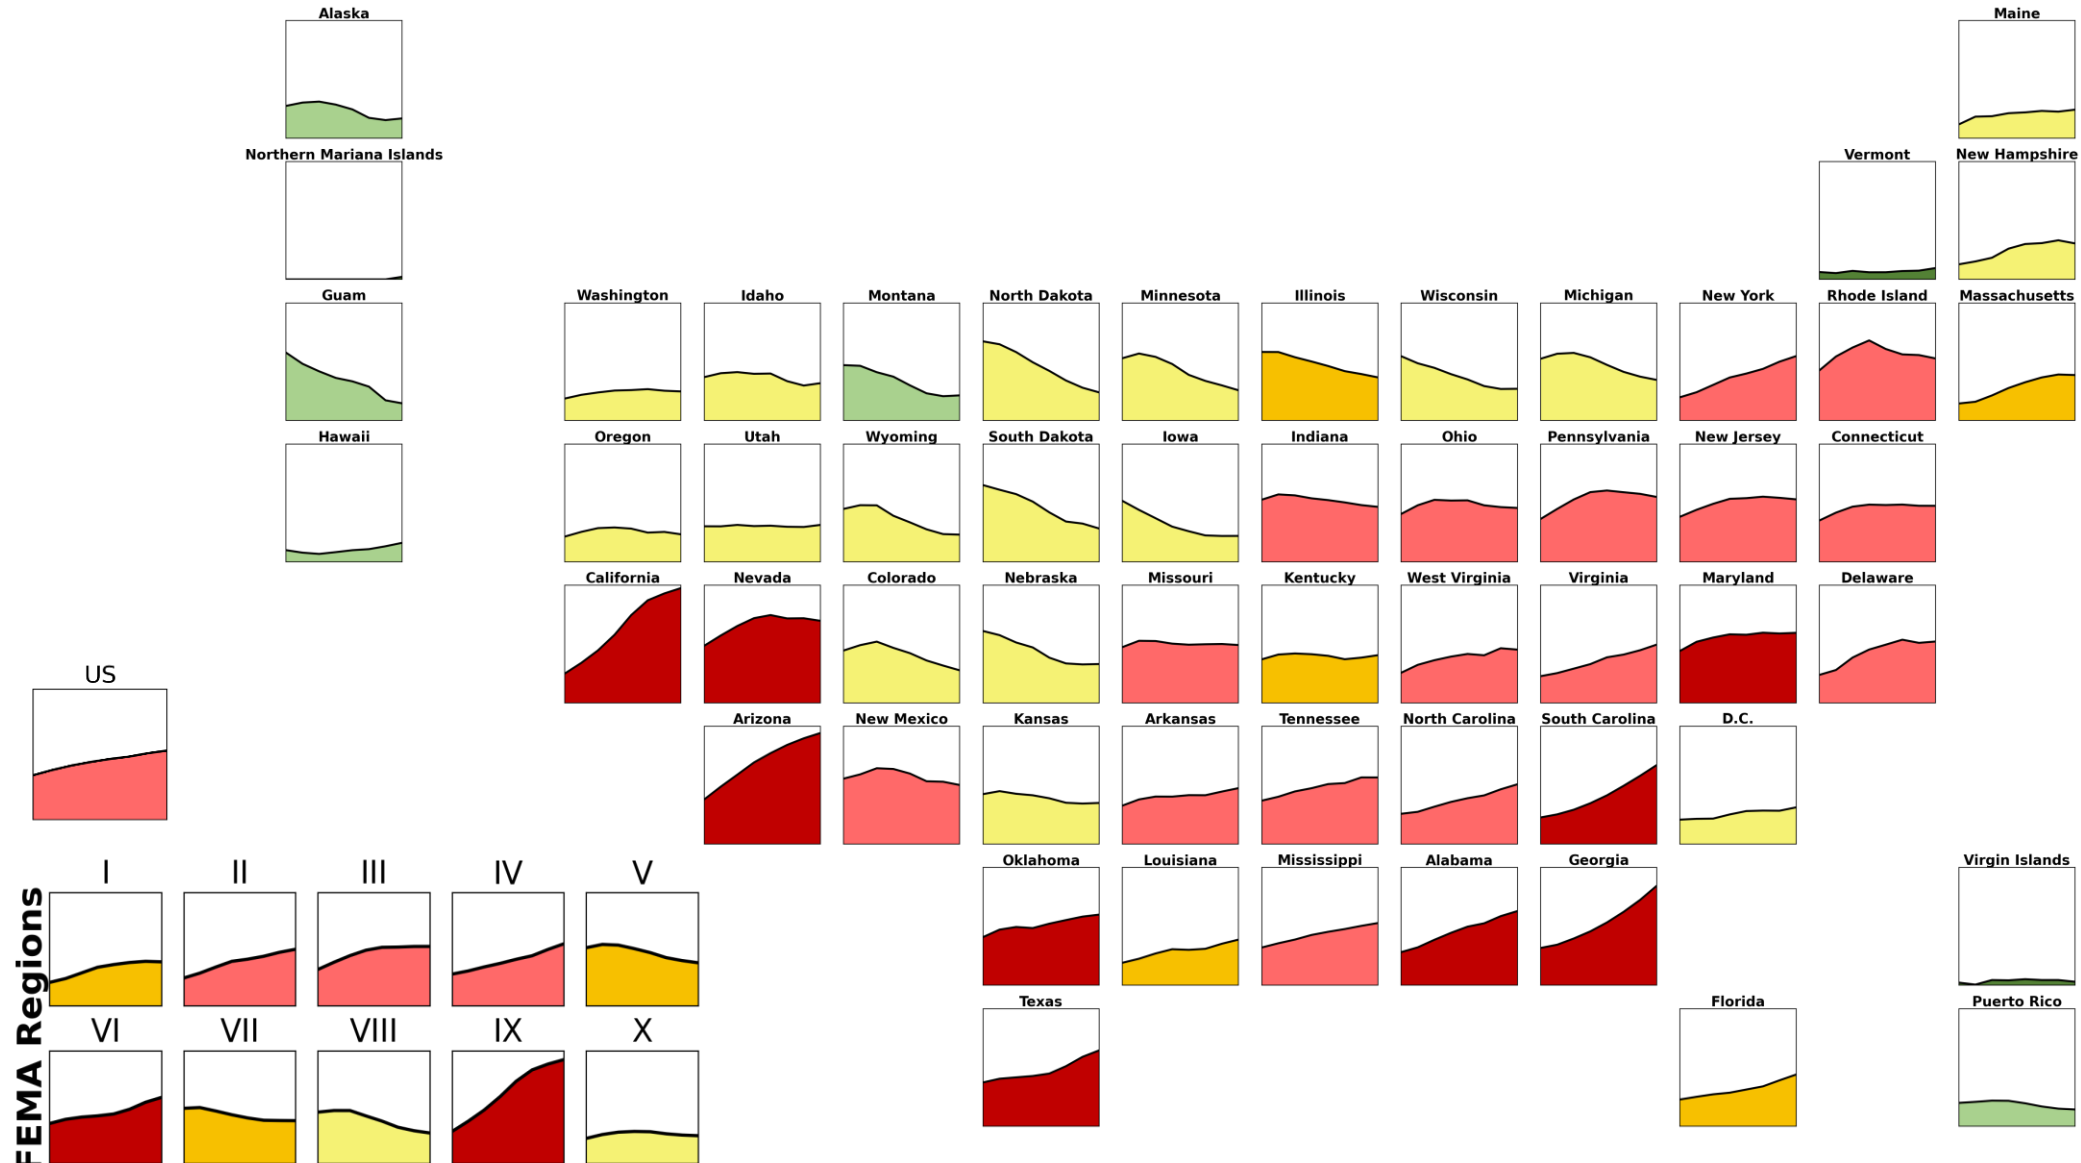 Alaska
Maine
Northern Mariana Islands
Vermont
New Hampshire
Guam
Washington
Idaho
Montana
North Dakota
Minnesota
Illinois
Wisconsin
Michigan
New York
Rhode Island
Massachusetts
Hawaii
Oregon
Utah
Wyoming
South Dakota
Iowa
Indiana
Ohio
Pennsylvania
New Jersey
Connecticut
California
Nevada
Colorado
Nebraska
Missouri
Kentucky
West Virginia
Virginia
Maryland
Delaware
US
Arizona
New Mexico
Kansas
Arkansas
Tennessee
North Carolina
South Carolina
D.C.
Oklahoma
Louisiana
Mississippi
Alabama
Georgia
Virgin Islands
Texas
Florida
Puerto Rico
FEMA Regions
I
II
III
IV
V
VI
VII
VIII
IX
X